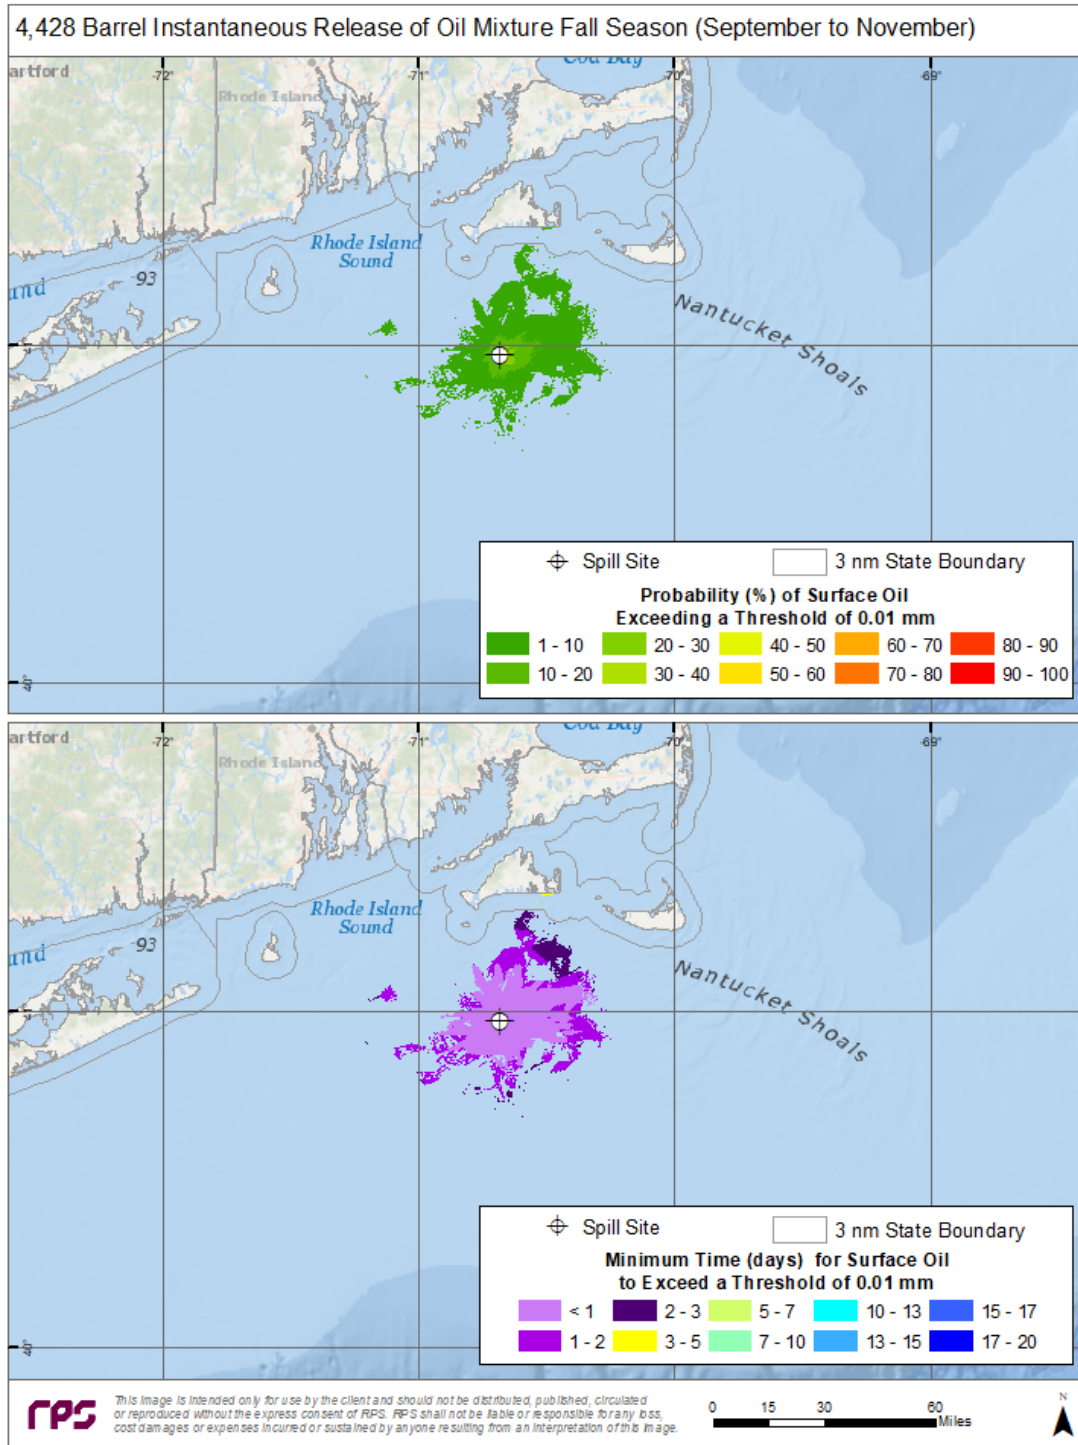 4,428 Barrel Instantaneous Release of Oil Mixture Fall Season (September to November)
artford
-72°
-71°
Cod Bay
-70°
-69°
Rhode Island
Rhode Island
Sound
93
und
Nantucket Shoals
Spill Site
3 nm State Boundary
Probability (%) of Surface Oil
Exceeding a Threshold of 0.01 mm
1 - 10
20 - 30
40 - 50
60 - 70
80 - 90
10 - 20
30 - 40
50 - 60
70 - 80
90 - 100
40°
artford
-72°
-71°
Cod Bay
-70°
-69°
Rhode Island
Rhode Island
Sound
93
und
Nantucket Shoals
Spill Site
3 nm State Boundary
Minimum Time (days) for Surface Oil
to Exceed a Threshold of 0.01 mm
< 1
2 - 3
5 - 7
10 - 13
15 - 17
1 - 2
3 - 5
7 - 10
13 - 15
17 - 20
40°
rps
This image is intended only for use by the client and should not be distributed, published, circulated
or reproduced without the express consent of RPS. RPS shall not be liable or responsible for any loss,
cost damages or expenses incurred or sustained by anyone resulting from an interpretation of this image.
0 15 30 60
Miles
N